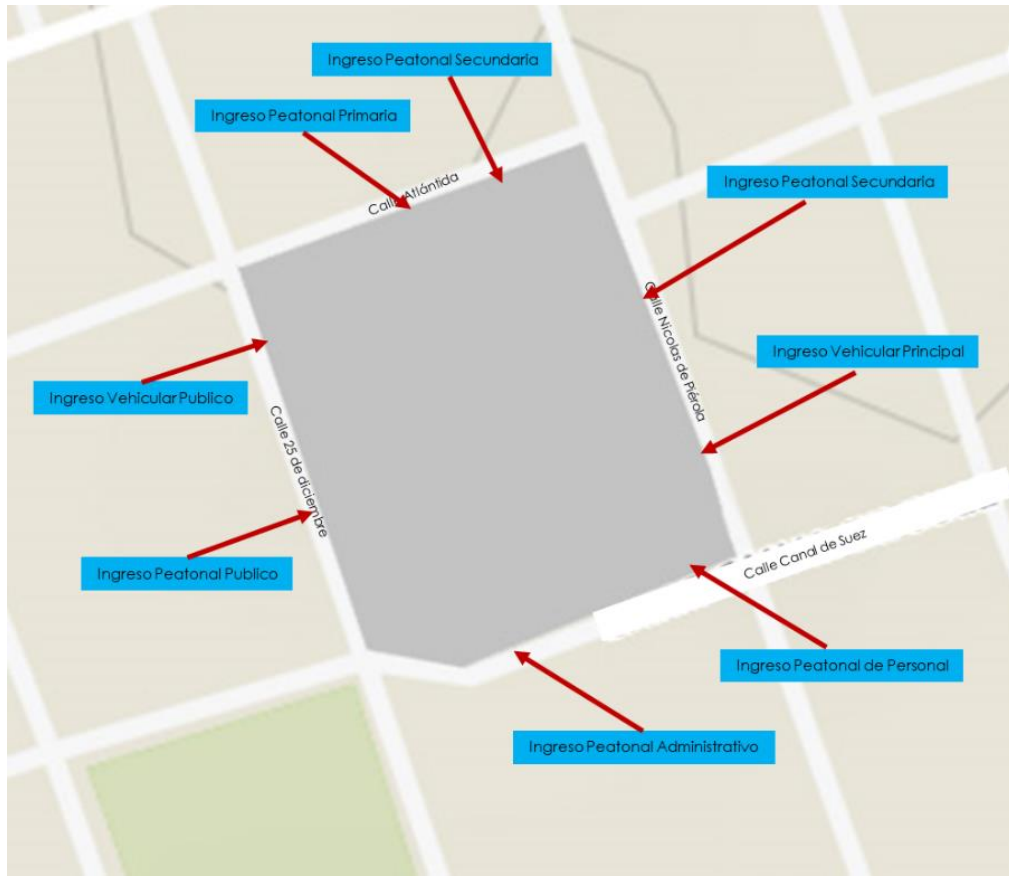 Ingreso Peatonal Secundaria
Ingreso Peatonal Primaria
Calle Atlántida
Ingreso Peatonal Secundaria
Calle Nicolas de Piérola
Ingreso Vehicular Principal
Ingreso Vehicular Publico
Calle 25 de diciembre
Calle Canal de Suez
Ingreso Peatonal Publico
Ingreso Peatonal de Personal
Ingreso Peatonal Administrativo